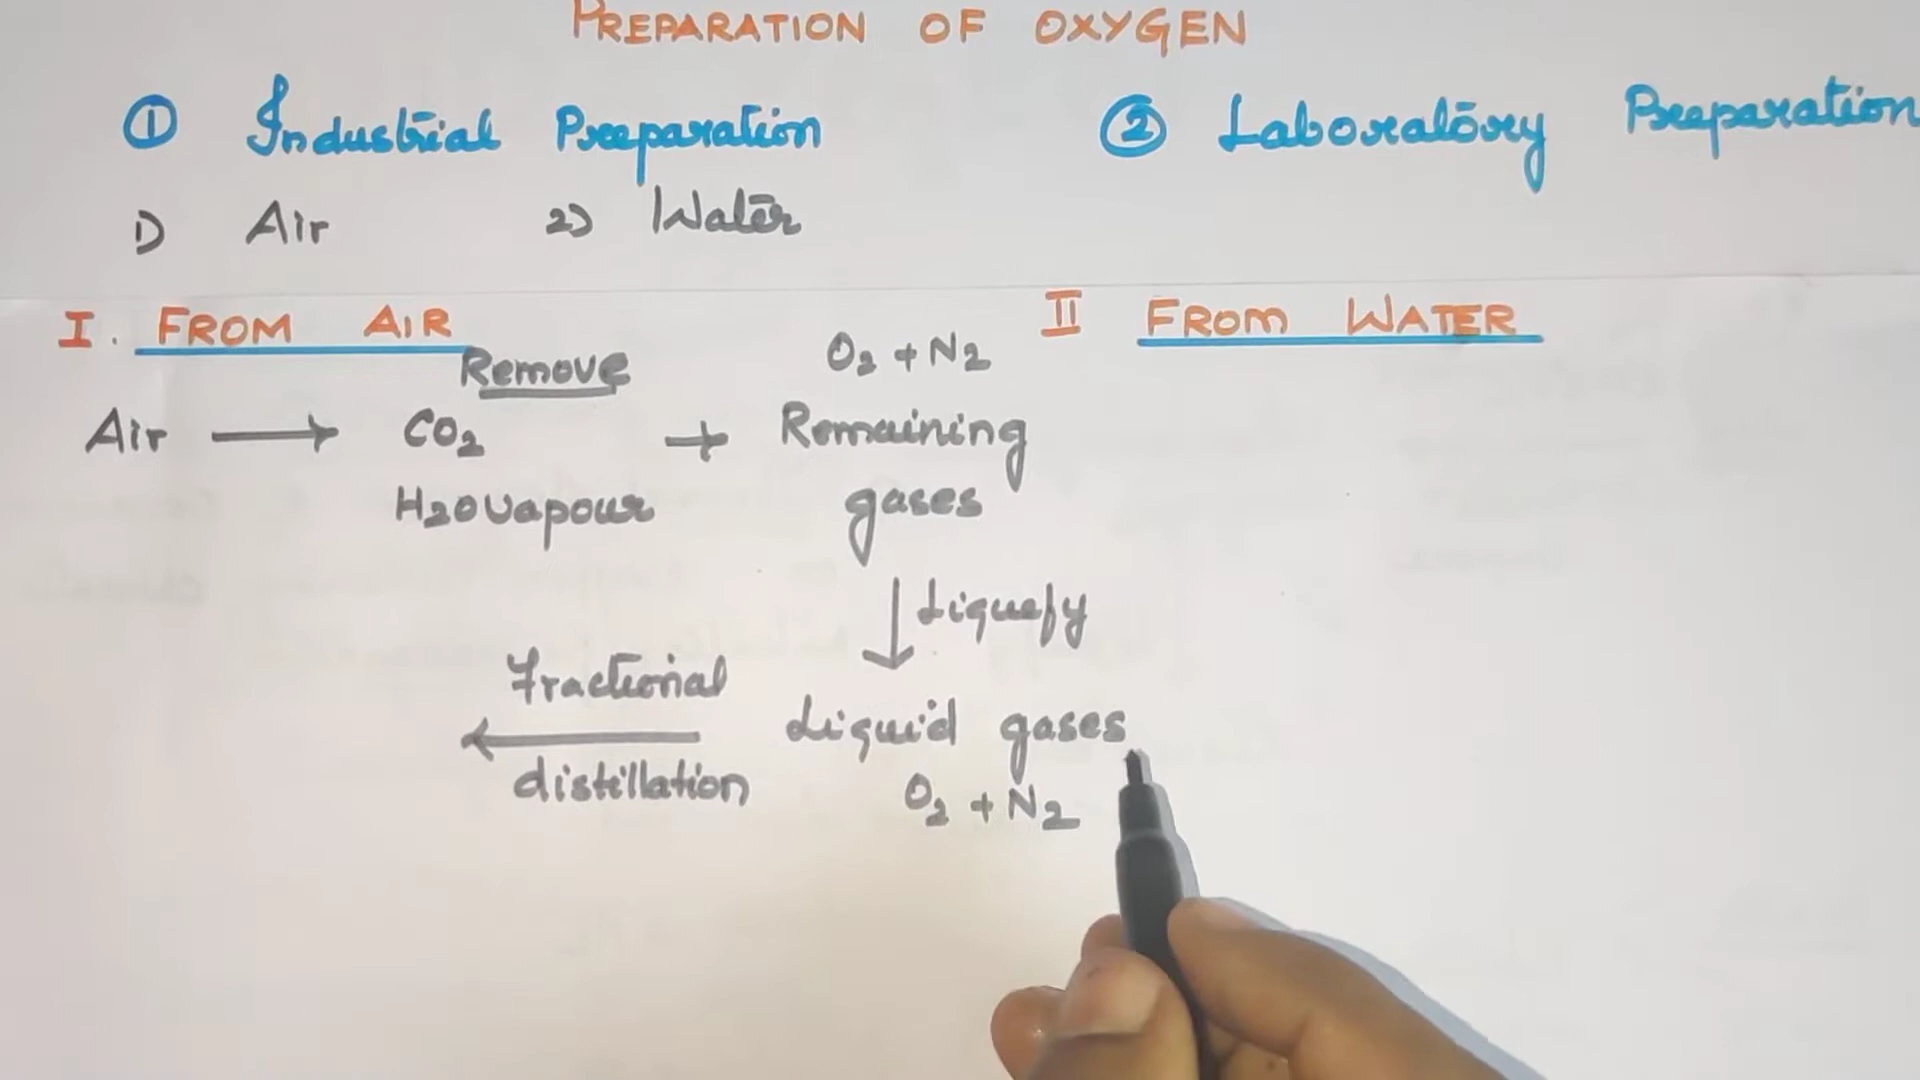 PREPARATION OF OXYGEN
① Industrial Preparation
② Laboratory Preparation
1) Air 2) Water
I. FROM AIR
Remove
O2 + N2
Air → CO2 + Remaining
H2O vapour gases
↓ Liquefy
Fractional
← Liquid gases
distillation O2 + N2
II FROM WATER